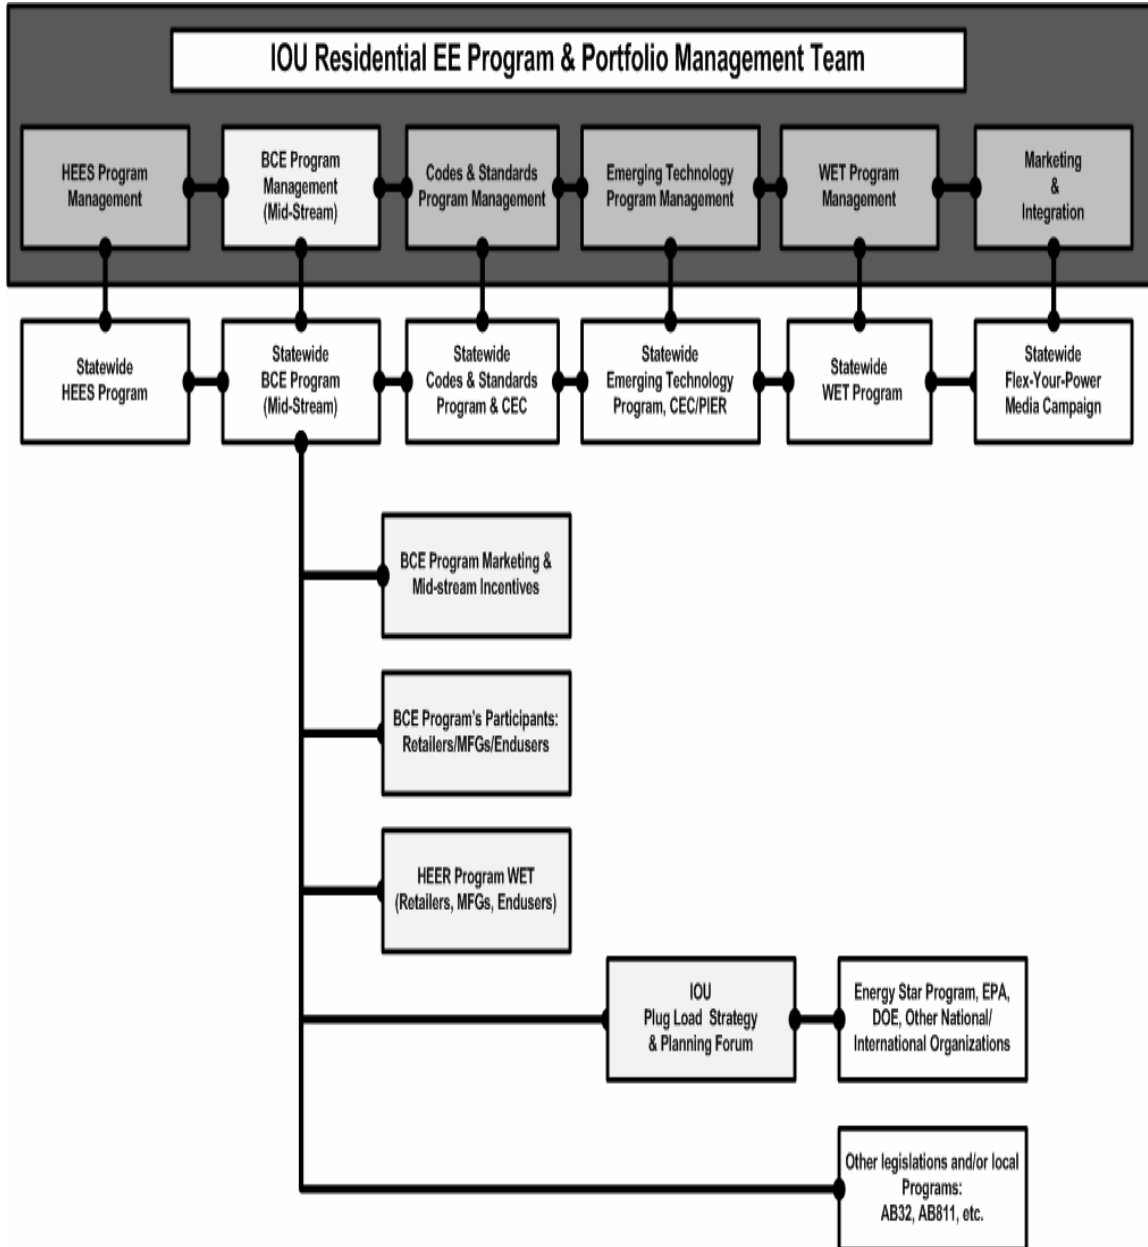 IOU Residential EE Program & Portfolio Management Team
HEES Program
Management
BCE Program
Management
(Mid-Stream)
Codes & Standards
Program Management
Emerging Technology
Program Management
WET Program
Management
Marketing
&
Integration
Statewide
HEES Program
Statewide
BCE Program
(Mid-Stream)
Statewide
Codes & Standards
Program & CEC
Statewide
Emerging Technology
Program, CEC/PIER
Statewide
WET Program
Statewide
Flex-Your-Power
Media Campaign
BCE Program Marketing &
Mid-stream Incentives
BCE Program's Participants:
Retailers/MFGs/Endusers
HEER Program WET
(Retailers, MFGs, Endusers)
IOU
Plug Load Strategy
& Planning Forum
Energy Star Program, EPA,
DOE, Other National/
International Organizations
Other legislations and/or local
Programs:
AB32, AB811, etc.